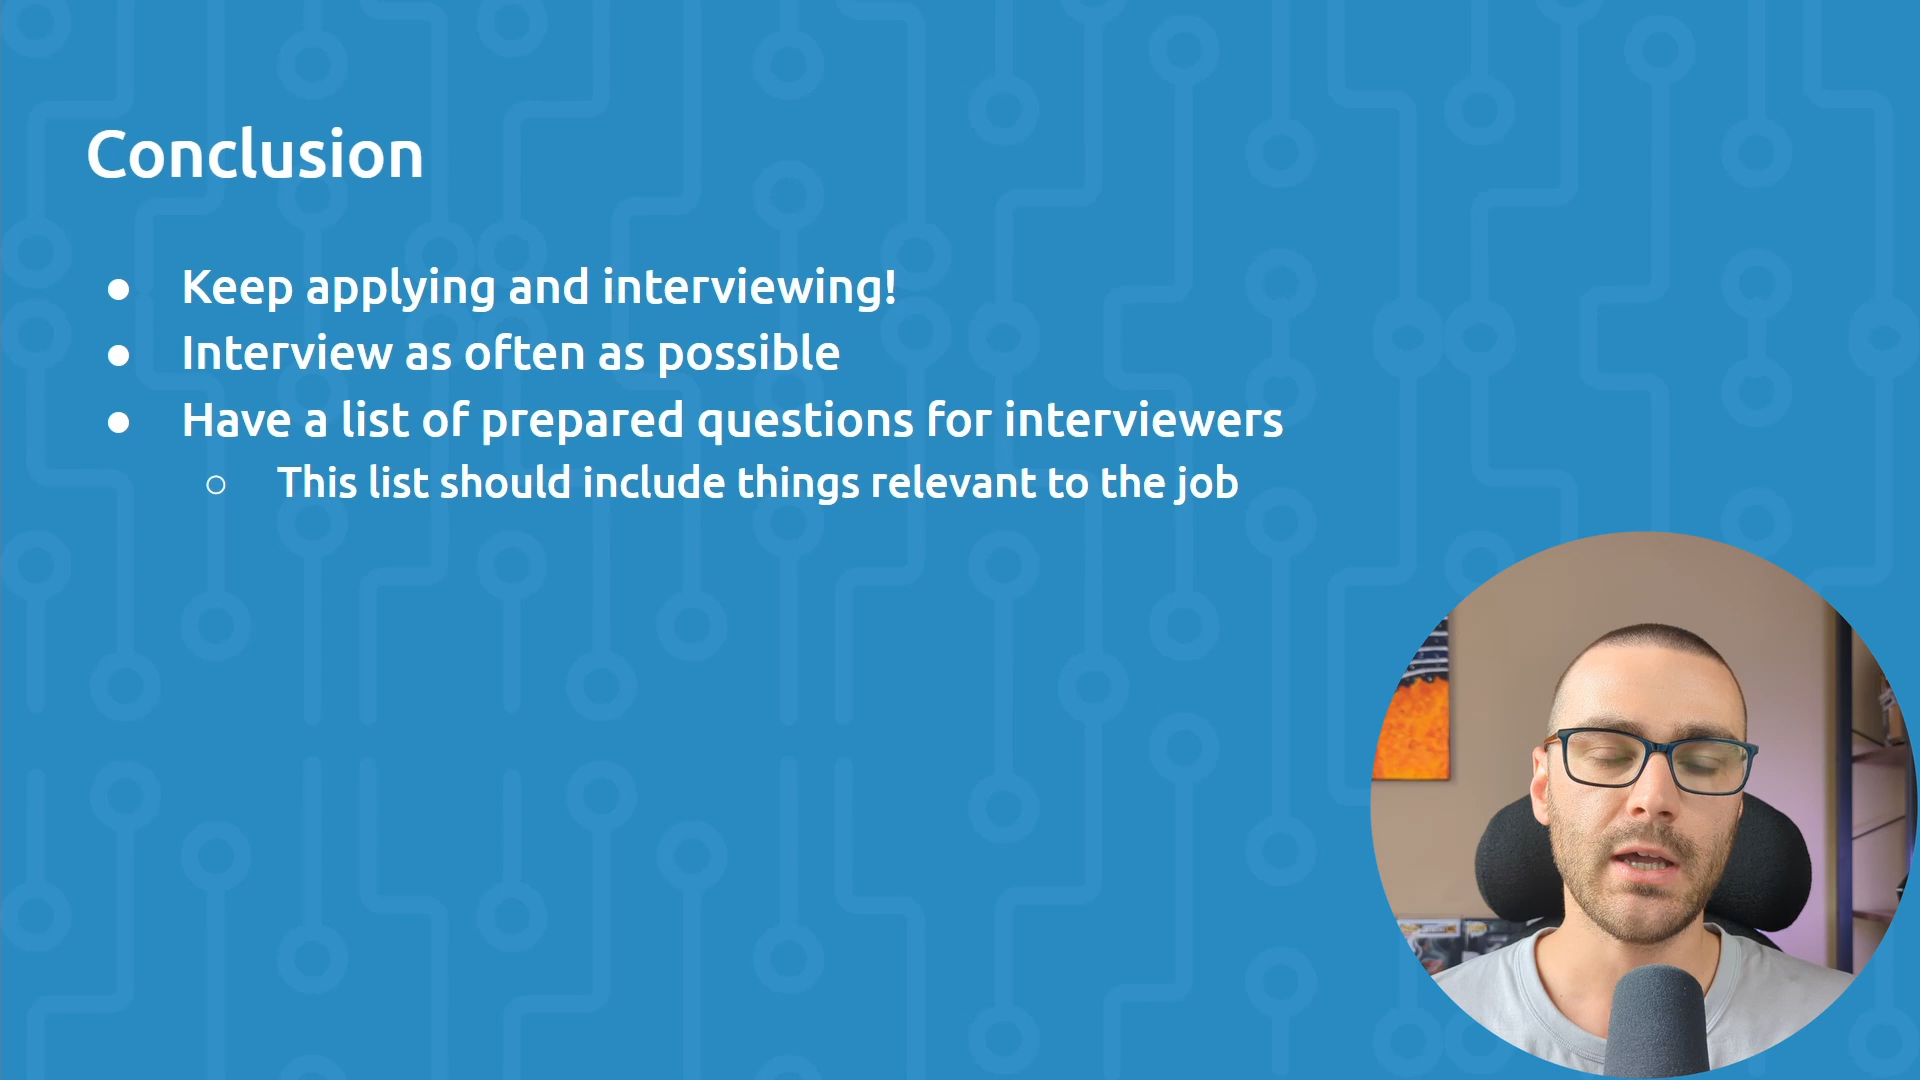 Conclusion
● Keep applying and interviewing!
● Interview as often as possible
● Have a list of prepared questions for interviewers
○ This list should include things relevant to the job